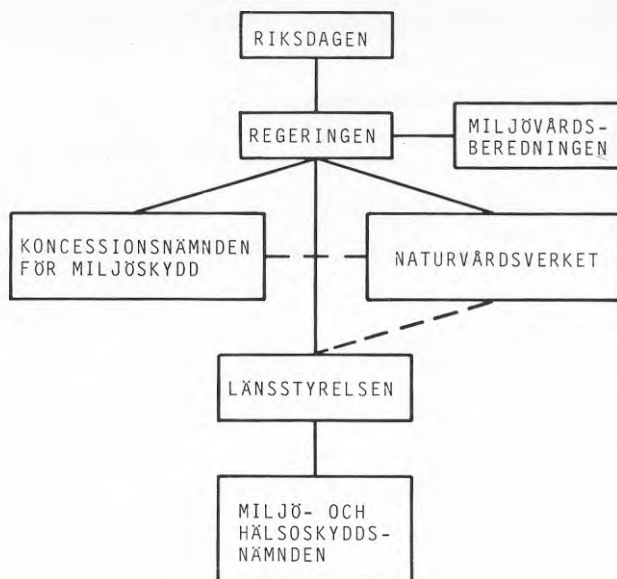 RIKSDAGEN
REGERINGEN
MILJÖVÅRDS-
BEREDNINGEN
KONCESSIONSNÄMNDEN
FÖR MILJÖSKYDD
NATURVÅRDSVERKET
LÄNSSTYRELSEN
MILJÖ- OCH
HÄLSOSKYDDS-
NÄMNDEN